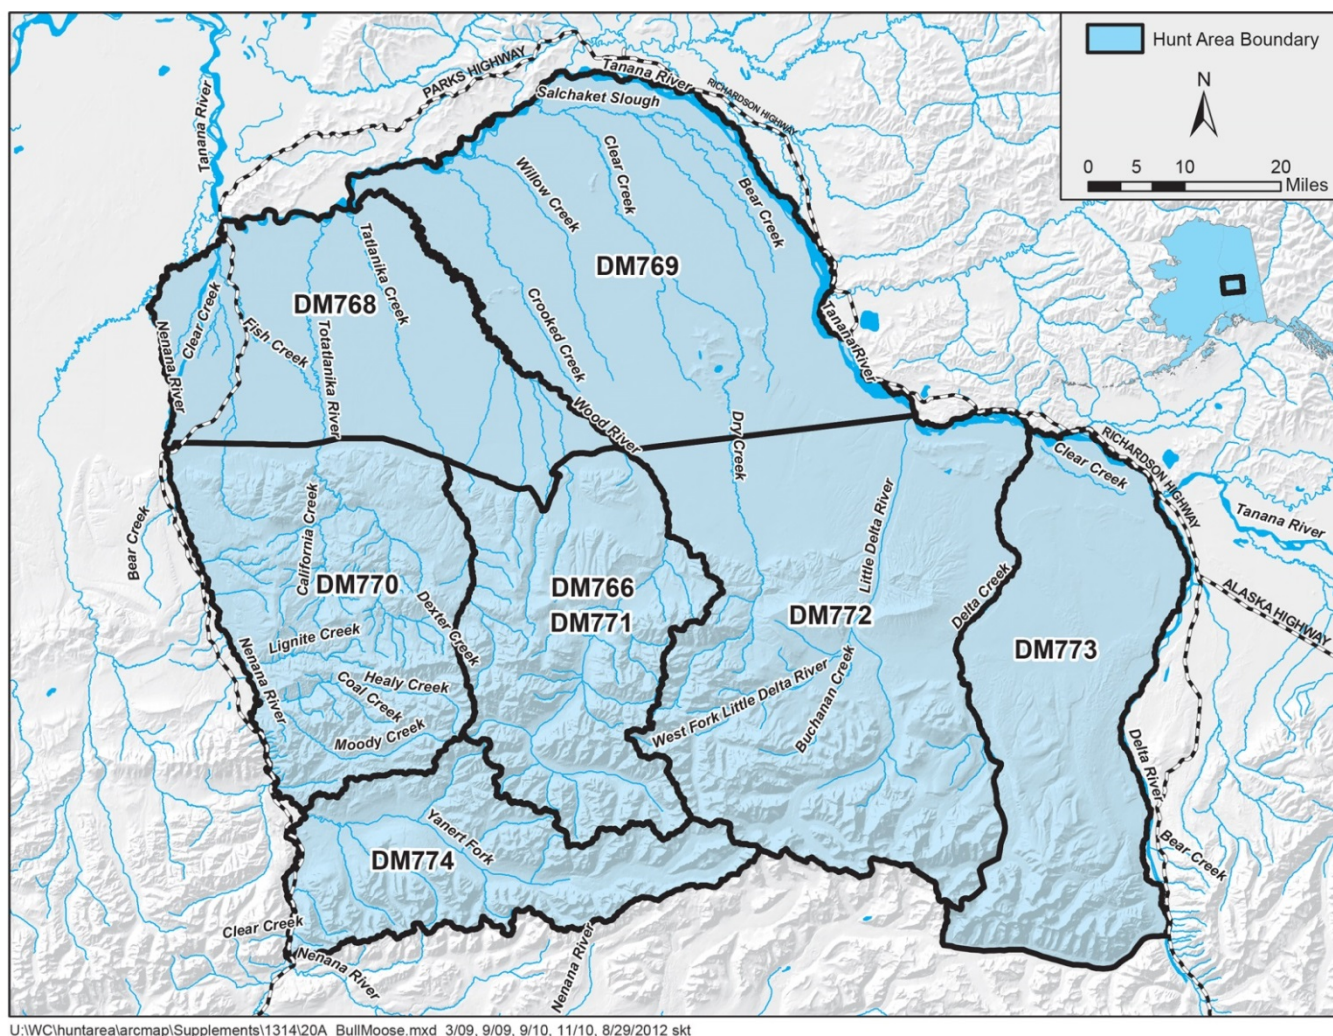 Hunt Area Boundary
N
0 5 10 20
Miles
PARKS HIGHWAY
Tanana River
RICHARDSON HIGHWAY
Tanana River
Salchaket Slough
Clear Creek
Willow Creek
Bear Creek
Tatlanika Creek
DM769
DM768
Clear Creek
Crooked Creek
Tanana River
Nenana River
Fish Creek
Totatlanika River
Wood River
Dry Creek
RICHARDSON HIGHWAY
Clear Creek
Tanana River
Bear Creek
California Creek
Little Delta River
DM770
DM766
DM771
DM772
Delta Creek
ALASKA HIGHWAY
Dexter Creek
Lignite Creek
DM773
Nenana River
Healy Creek
Coal Creek
West Fork Little Delta River
Buchanan Creek
Moody Creek
Delta River
Yanert Fork
DM774
Bear Creek
Clear Creek
Nenana River
Nenana River
U:\WC\huntarea\arcmap\Supplements\1314\20A_BullMoose.mxd 3/09, 9/09, 9/10, 11/10, 8/29/2012 skt